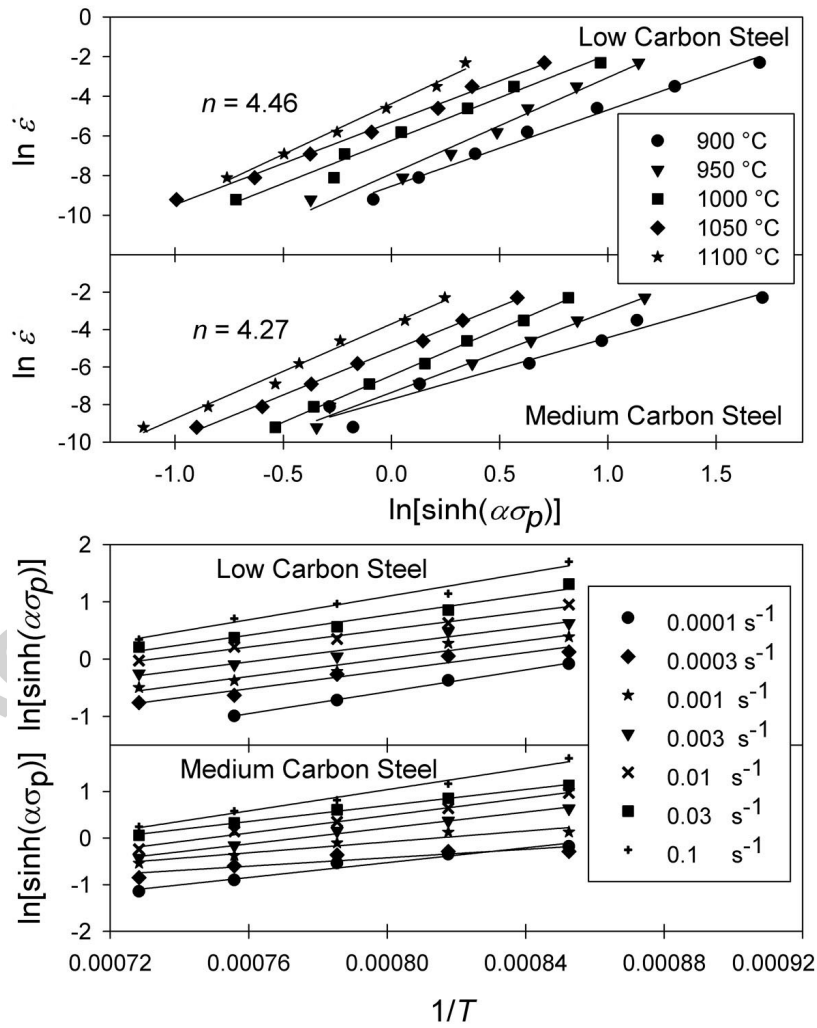 0
Low Carbon Steel
-2
n = 4.46
-4
ln ε̇
-6
-8
-10
900 °C
950 °C
1000 °C
1050 °C
1100 °C
-2
n = 4.27
-4
ln ε̇
-6
-8
Medium Carbon Steel
-10
-1.0 -0.5 0.0 0.5 1.0 1.5
ln[sinh(ασp)]
2
Low Carbon Steel
1
ln[sinh(ασp)]
0
-1
0.0001 s-1
0.0003 s-1
0.001 s-1
0.003 s-1
0.01 s-1
0.03 s-1
0.1 s-1
Medium Carbon Steel
1
ln[sinh(ασp)]
0
-1
-2
0.00072 0.00076 0.00080 0.00084 0.00088 0.00092
1/T